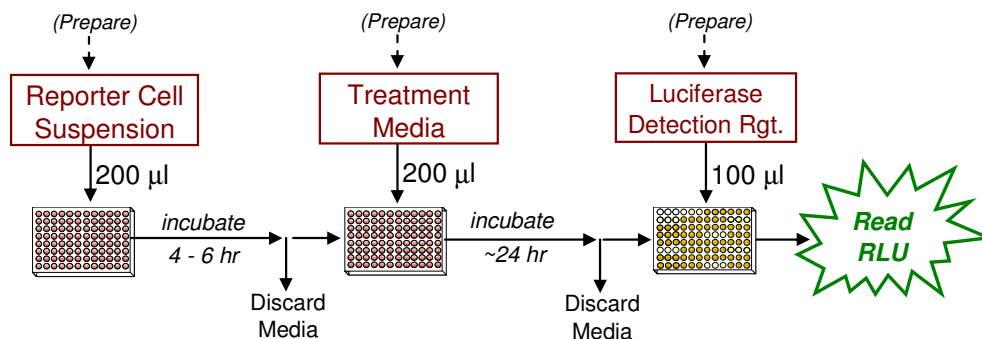 (Prepare)
(Prepare)
(Prepare)
Reporter Cell
Suspension
Treatment
Media
Luciferase
Detection Rgt.
200 µl
200 µl
100 µl
incubate
4 - 6 hr
incubate
~24 hr
Read
RLU
Discard
Media
Discard
Media